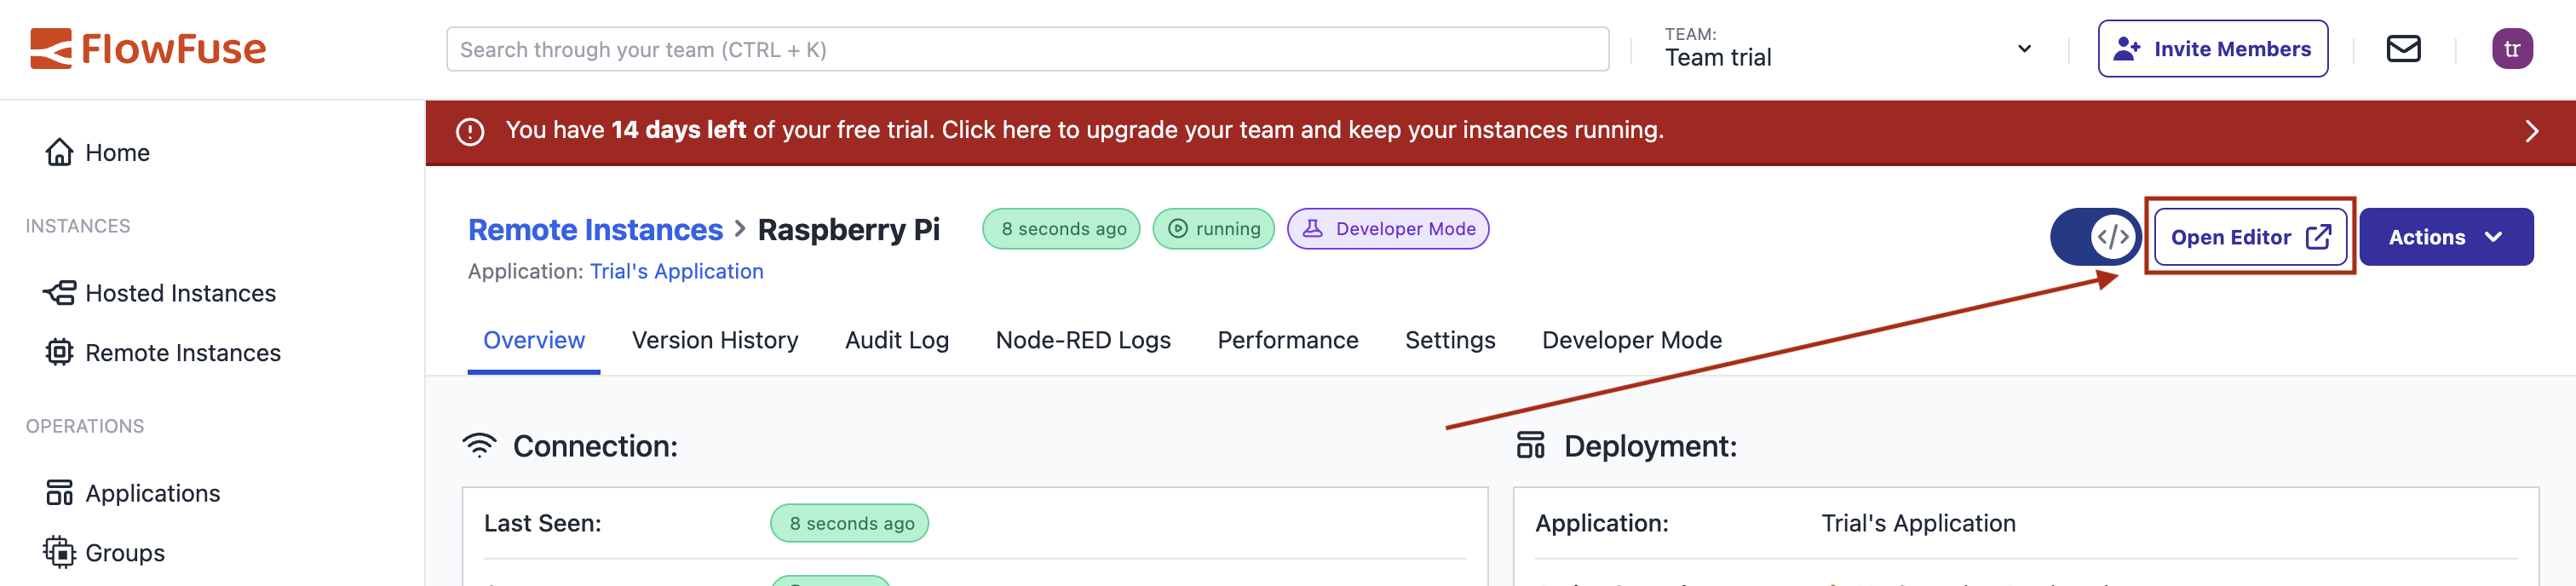 FlowFuse
Search through your team (CTRL + K)
TEAM:
Team trial
Invite Members
tr
You have 14 days left of your free trial. Click here to upgrade your team and keep your instances running.
Home
INSTANCES
Hosted Instances
Remote Instances
OPERATIONS
Applications
Groups
Remote Instances > Raspberry Pi
8 seconds ago
running
Developer Mode
Open Editor
Actions
Application: Trial's Application
Overview
Version History
Audit Log
Node-RED Logs
Performance
Settings
Developer Mode
Connection:
Last Seen:
8 seconds ago
Deployment:
Application:
Trial's Application